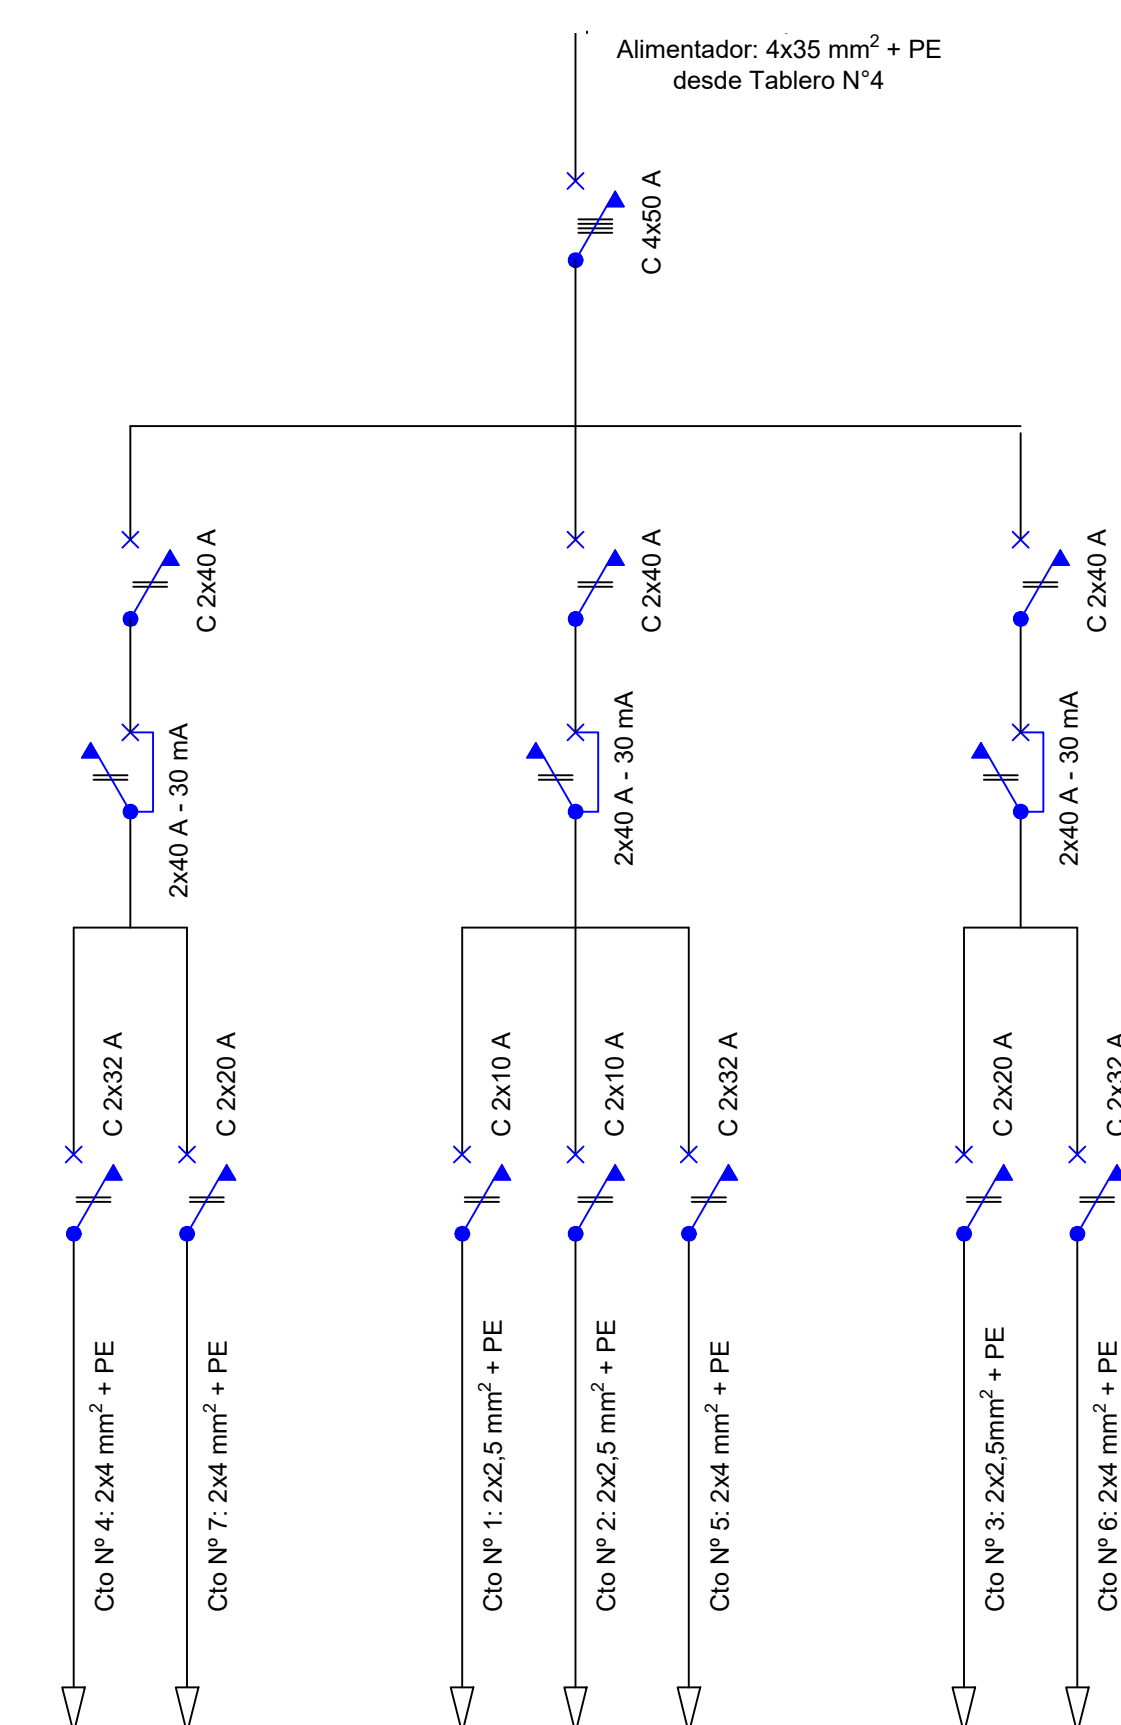 Alimentador: 4x35 mm² + PE
desde Tablero N°4
C 4x50 A
C 2x40 A
C 2x40 A
C 2x40 A
2x40 A - 30 mA
2x40 A - 30 mA
2x40 A - 30 mA
C 2x32 A
C 2x20 A
C 2x10 A
C 2x10 A
C 2x32 A
C 2x20 A
C 2x32 A
Cto Nº 4: 2x4 mm² + PE
Cto Nº 7: 2x4 mm² + PE
Cto Nº 1: 2x2,5 mm² + PE
Cto Nº 2: 2x2,5 mm² + PE
Cto Nº 5: 2x4 mm² + PE
Cto Nº 3: 2x2,5mm² + PE
Cto Nº 6: 2x4 mm² + PE